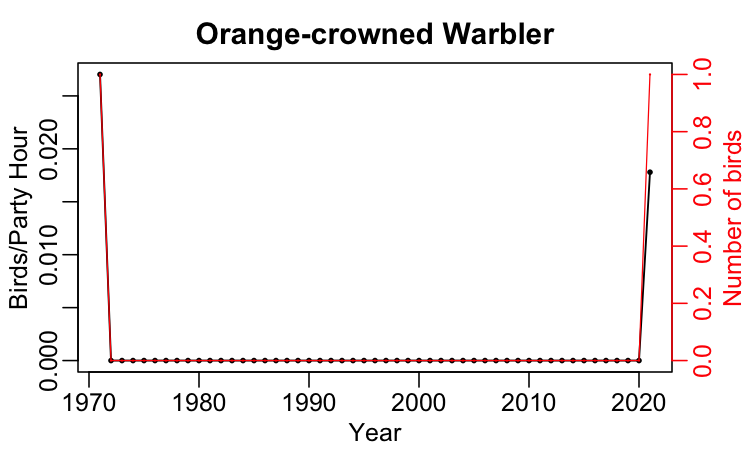 Orange-crowned Warbler
Birds/Party Hour
0.000
0.010
0.020
Number of birds
0.0
0.2
0.4
0.6
0.8
1.0
1970 1980 1990 2000 2010 2020
Year